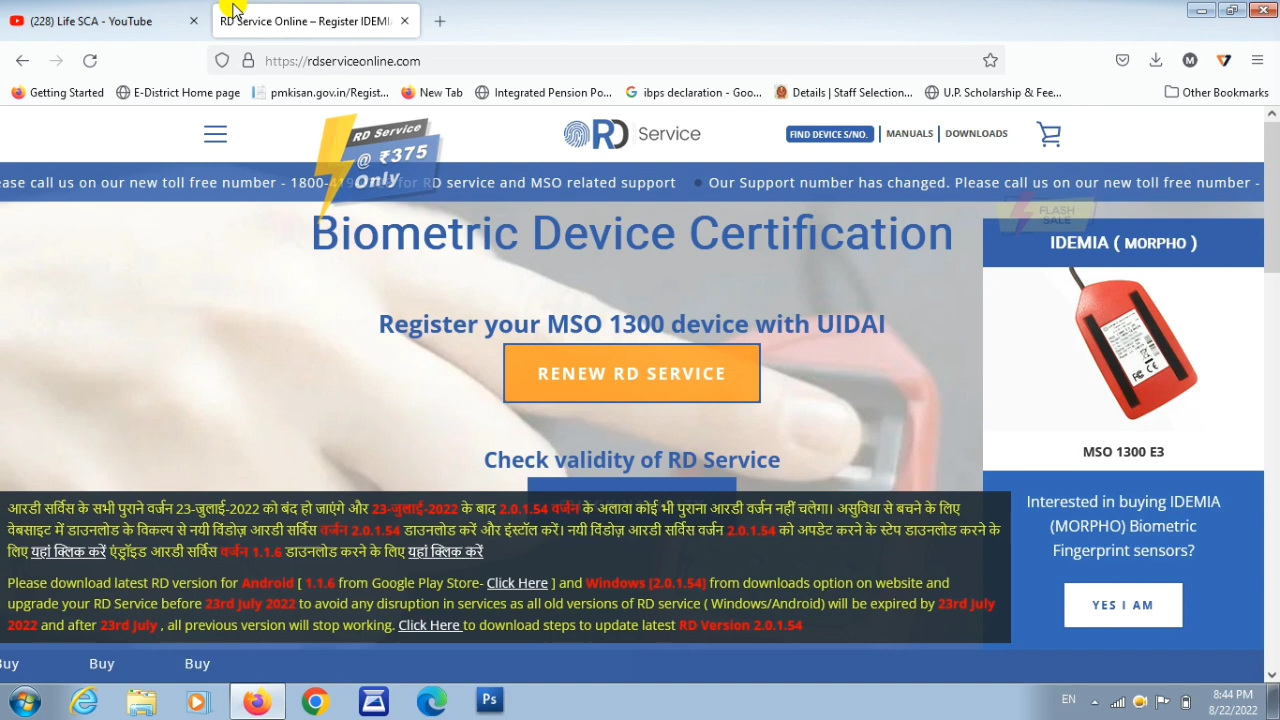 (228) Life SCA - YouTube
RD Service Online – Register IDEMI
https://rdserviceonline.com
Getting Started
E-District Home page
pmkisan.gov.in/Regist...
New Tab
Integrated Pension Po...
ibps declaration - Goo...
Details | Staff Selection...
U.P. Scholarship & Fee...
Other Bookmarks
RD Service
@ ₹375
Only
RD Service
FIND DEVICE S/NO.
MANUALS
DOWNLOADS
ase call us on our new toll free number - 1800- for RD service and MSO related support
Our Support number has changed. Please call us on our new toll free number -
FLASH
SALE
Biometric Device Certification
IDEMIA ( MORPHO )
Register your MSO 1300 device with UIDAI
RENEW RD SERVICE
MSO 1300 E3
Check validity of RD Service
Interested in buying IDEMIA
(MORPHO) Biometric
Fingerprint sensors?
YES I AM
आरडी सर्विस के सभी पुराने वर्जन 23-जुलाई-2022 को बंद हो जाएंगे और 23-जुलाई-2022 के बाद 2.0.1.54 वर्जन के अलावा कोई भी पुराना आरडी वर्जन नहीं चलेगा। असुविधा से बचने के लिए
वेबसाइट में डाउनलोड के विकल्प से नयी विंडोज़ आरडी सर्विस वर्जन 2.0.1.54 डाउनलोड करें और इंस्टॉल करें। नयी विंडोज़ आरडी सर्विस वर्जन 2.0.1.54 को अपडेट करने के स्टेप डाउनलोड करने के
लिए यहां क्लिक करें एंड्रॉइड आरडी सर्विस वर्जन 1.1.6 डाउनलोड करने के लिए यहां क्लिक करें
Please download latest RD version for Android [ 1.1.6 from Google Play Store- Click Here ] and Windows [2.0.1.54] from downloads option on website and
upgrade your RD Service before 23rd July 2022 to avoid any disruption in services as all old versions of RD service ( Windows/Android) will be expired by 23rd July
2022 and after 23rd July , all previous version will stop working. Click Here to download steps to update latest RD Version 2.0.1.54
Buy
Buy
Buy
Ps
EN
8:44 PM
8/22/2022